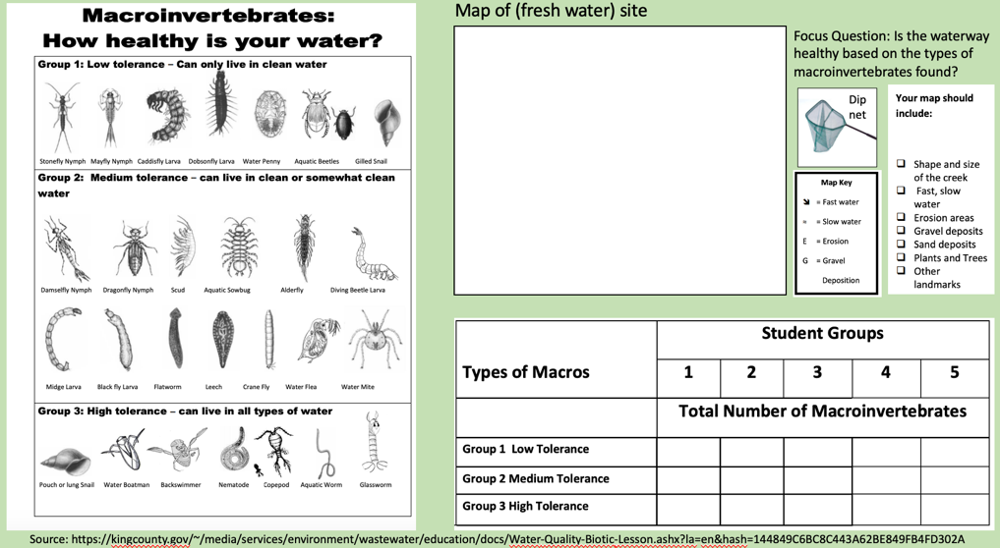 Macroinvertebrates:
How healthy is your water?
Group 1: Low tolerance – Can only live in clean water
Stonefly Nymph Mayfly Nymph Caddisfly Larva Dobsonfly Larva Water Penny Aquatic Beetles Gilled Snail
Group 2: Medium tolerance – can live in clean or somewhat clean
water
Damselfly Nymph Dragonfly Nymph Scud Aquatic Sowbug Alderfly Diving Beetle Larva
Midge Larva Black fly Larva Flatworm Leech Crane Fly Water Flea Water Mite
Group 3: High tolerance – can live in all types of water
Pouch or lung Snail Water Boatman Backswimmer Nematode Copepod Aquatic Worm Glassworm
Map of (fresh water) site
Focus Question: Is the waterway
healthy based on the types of
macroinvertebrates found?
Dip
net
Map Key
= Fast water
≈ = Slow water
E = Erosion
G = Gravel
Deposition
Your map should
include:
Shape and size
of the creek
Fast, slow
water
Erosion areas
Gravel deposits
Sand deposits
Plants and Trees
Other
landmarks
Student Groups
Types of Macros 1 2 3 4 5
Total Number of Macroinvertebrates
Group 1 Low Tolerance
Group 2 Medium Tolerance
Group 3 High Tolerance
Source: https://kingcounty.gov/~/media/services/environment/wastewater/education/docs/Water-Quality-Biotic-Lesson.ashx?la=en&hash=144849C6BC8C443A62BE849FB4FD302A